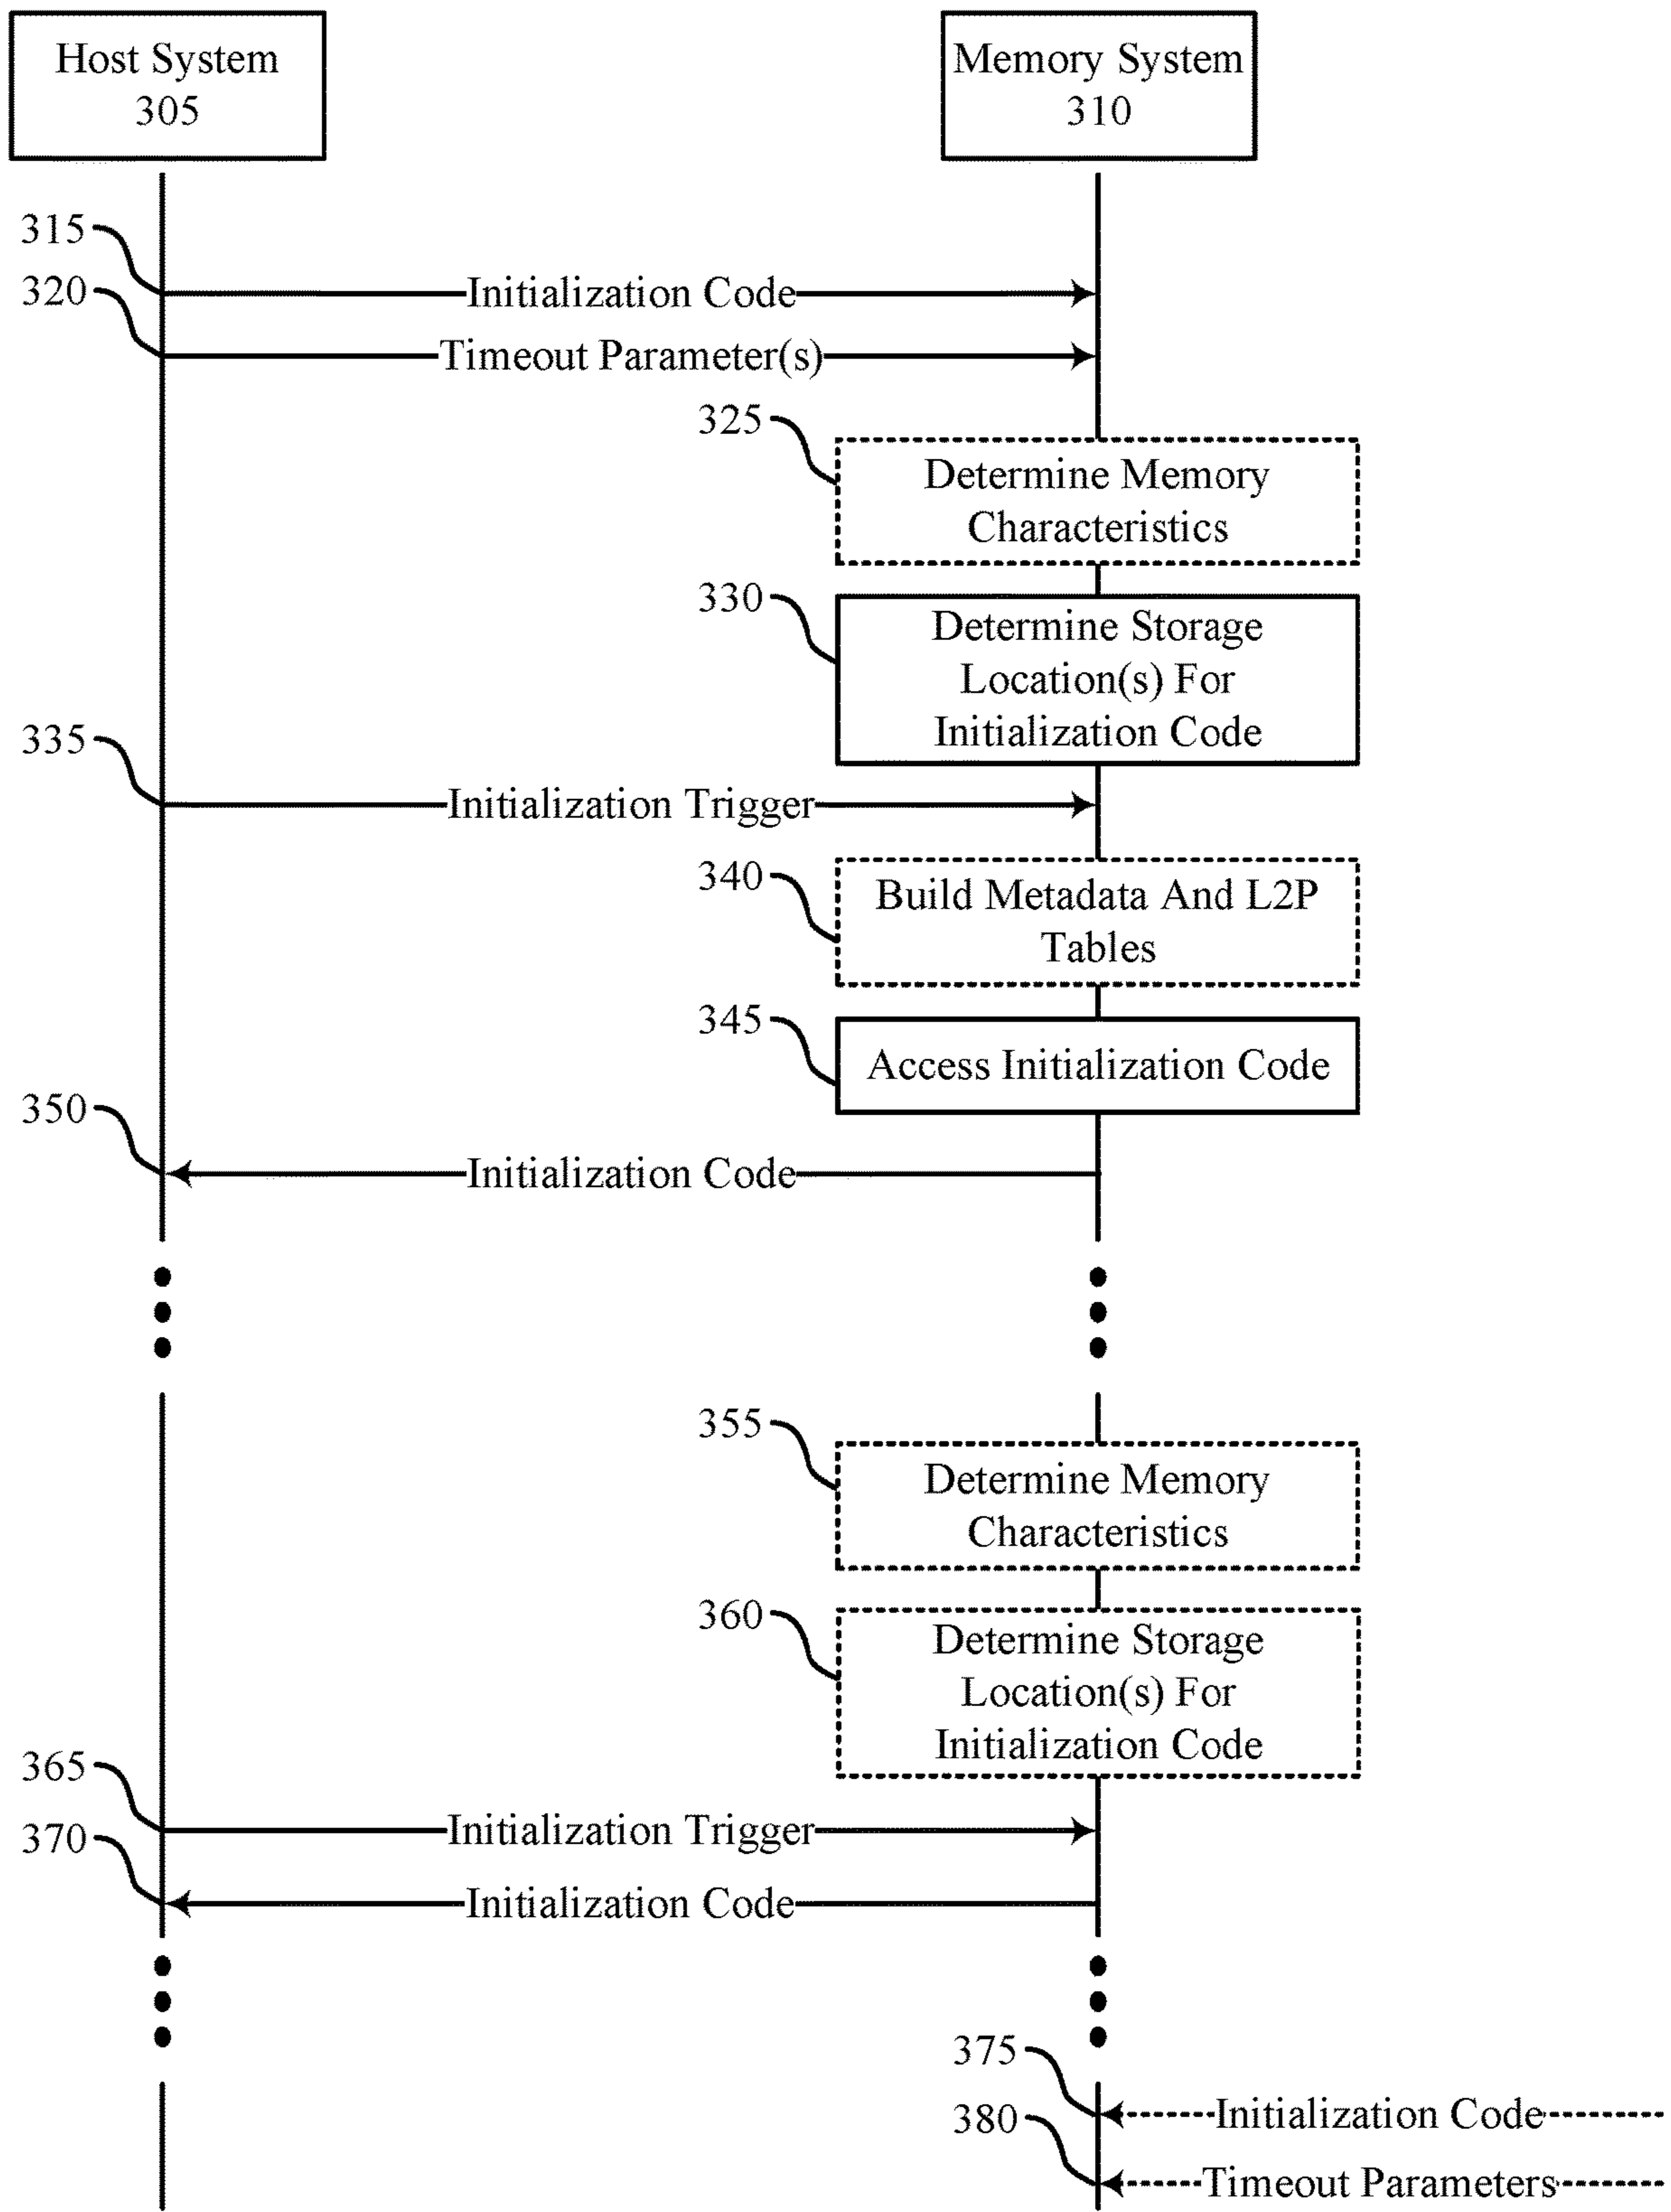 Host System
305
Memory System
310
315
Initialization Code
320
Timeout Parameter(s)
325
Determine Memory
Characteristics
330
Determine Storage
Location(s) For
Initialization Code
335
Initialization Trigger
340
Build Metadata And L2P
Tables
345
Access Initialization Code
350
Initialization Code
355
Determine Memory
Characteristics
360
Determine Storage
Location(s) For
Initialization Code
365
Initialization Trigger
370
Initialization Code
375
Initialization Code
380
Timeout Parameters